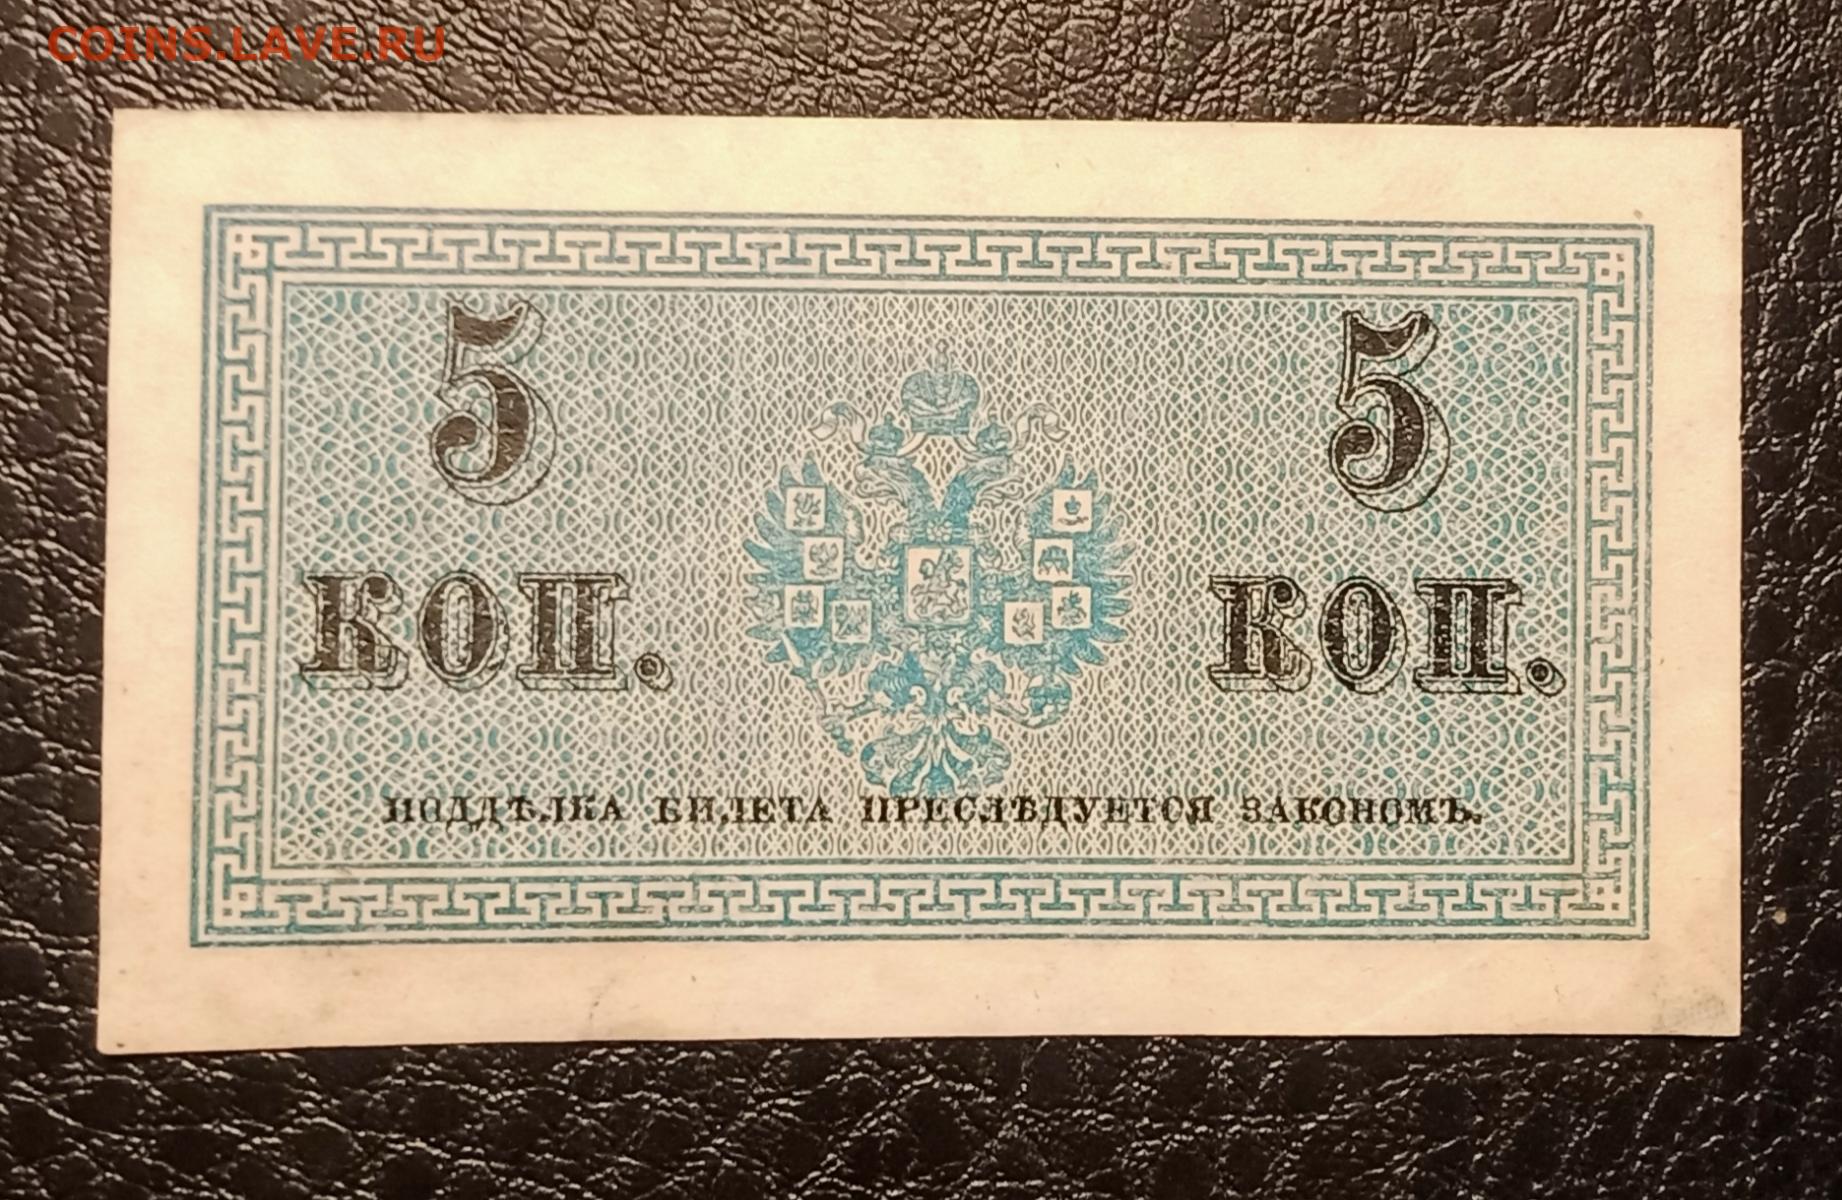 COINS.LAVE.RU
5 5
КОП. КОП.
ПОДДѢЛКА БИЛЕТА ПРЕСЛѢДУЕТСЯ ЗАКОНОМЪ.